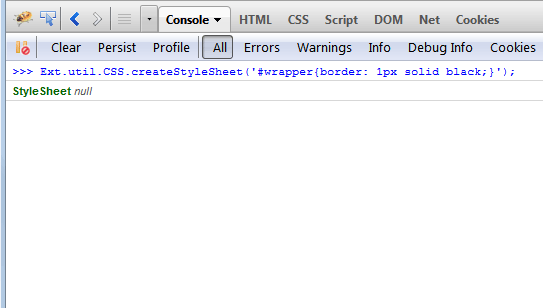 Console HTML CSS Script DOM Net Cookies
Clear Persist Profile All Errors Warnings Info Debug Info Cookies
>>> Ext.util.CSS.createStyleSheet('#wrapper{border: 1px solid black;}');
StyleSheet null